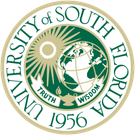 UNIVERSITY of SOUTH FLORIDA
TRUTH WISDOM
1956